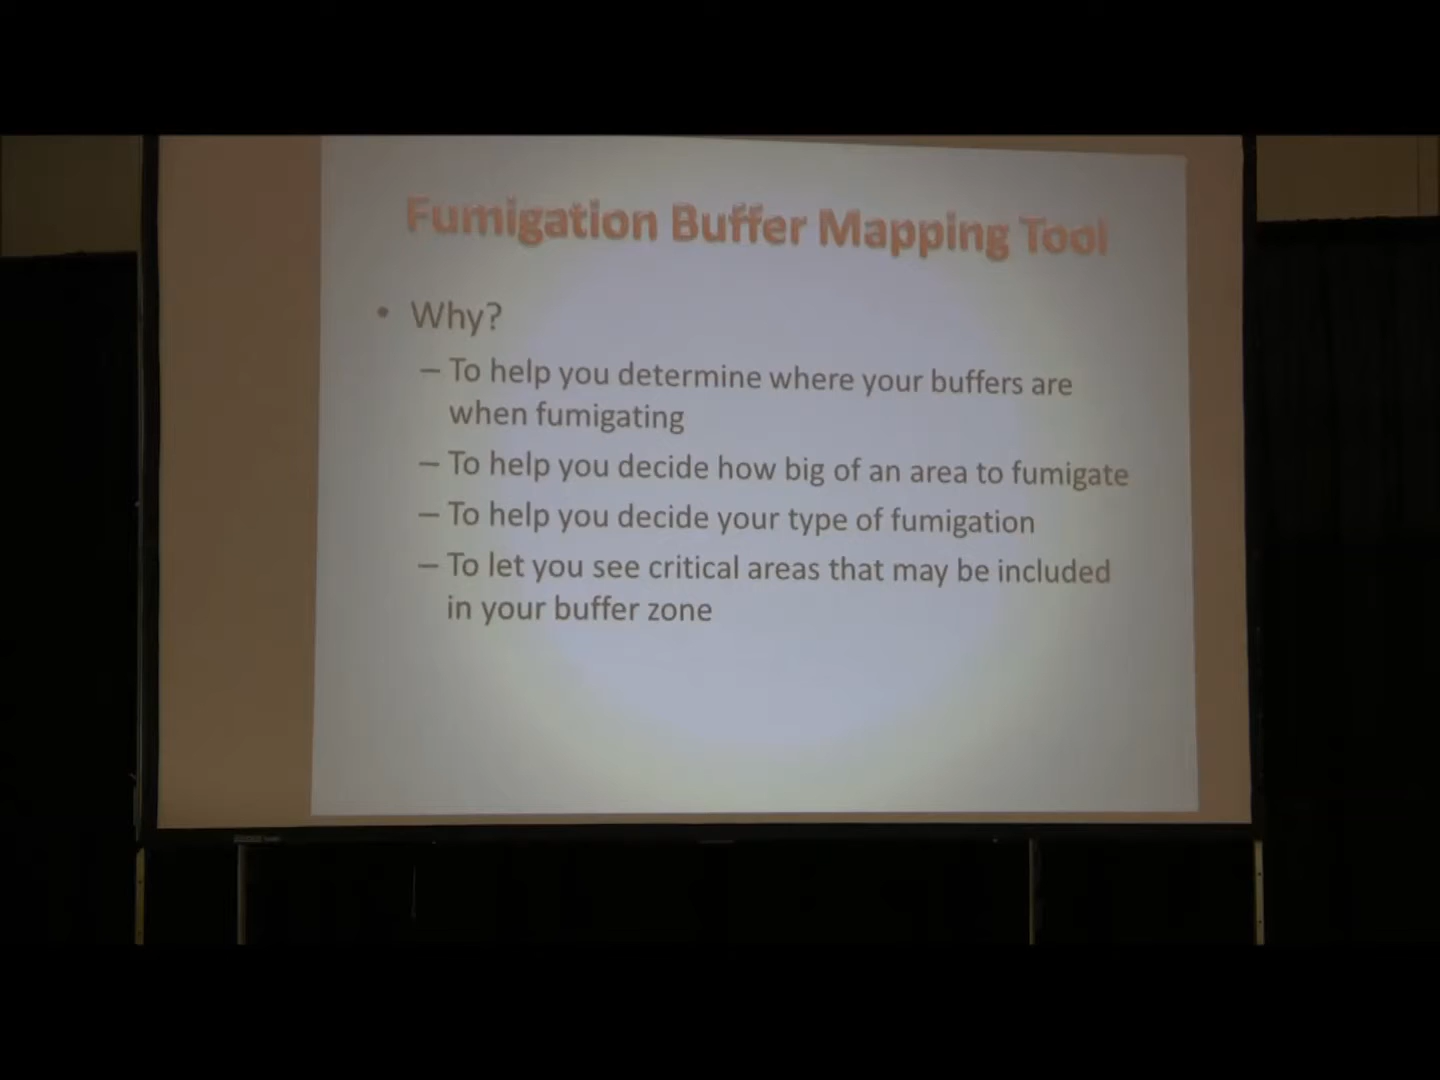 Fumigation Buffer Mapping Tool
• Why?
– To help you determine where your buffers are
when fumigating
– To help you decide how big of an area to fumigate
– To help you decide your type of fumigation
– To let you see critical areas that may be included
in your buffer zone